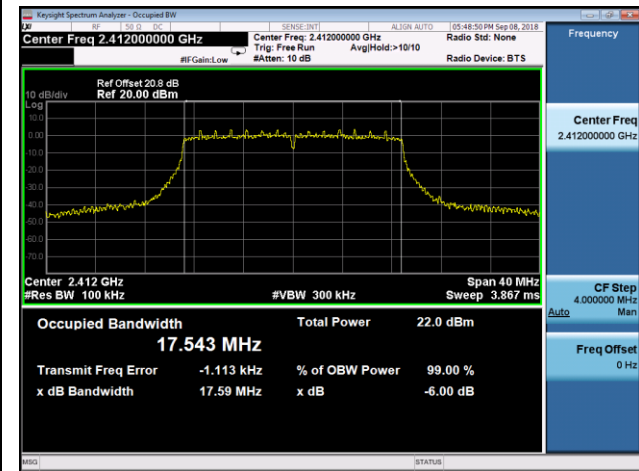 Keysight Spectrum Analyzer - Occupied BW
RF 50 Ω DC SENSE:INT ALIGN AUTO 05:48:50 PM Sep 08, 2018
Center Freq 2.412000000 GHz
Center Freq: 2.412000000 GHz
Radio Std: None
Trig: Free Run Avg|Hold:>10/10
#IFGain:Low
#Atten: 10 dB
Radio Device: BTS
Frequency
Ref Offset 20.8 dB
10 dB/div Ref 20.00 dBm
Log
10.0
0.00
-10.0
-20.0
-30.0
-40.0
-50.0
-60.0
-70.0
Center 2.412 GHz Span 40 MHz
#Res BW 100 kHz #VBW 300 kHz Sweep 3.867 ms
Occupied Bandwidth Total Power 22.0 dBm
17.543 MHz
Transmit Freq Error -1.113 kHz % of OBW Power 99.00 %
x dB Bandwidth 17.59 MHz x dB -6.00 dB
Center Freq
2.412000000 GHz
CF Step
4.000000 MHz
Auto Man
Freq Offset
0 Hz
MSG STATUS